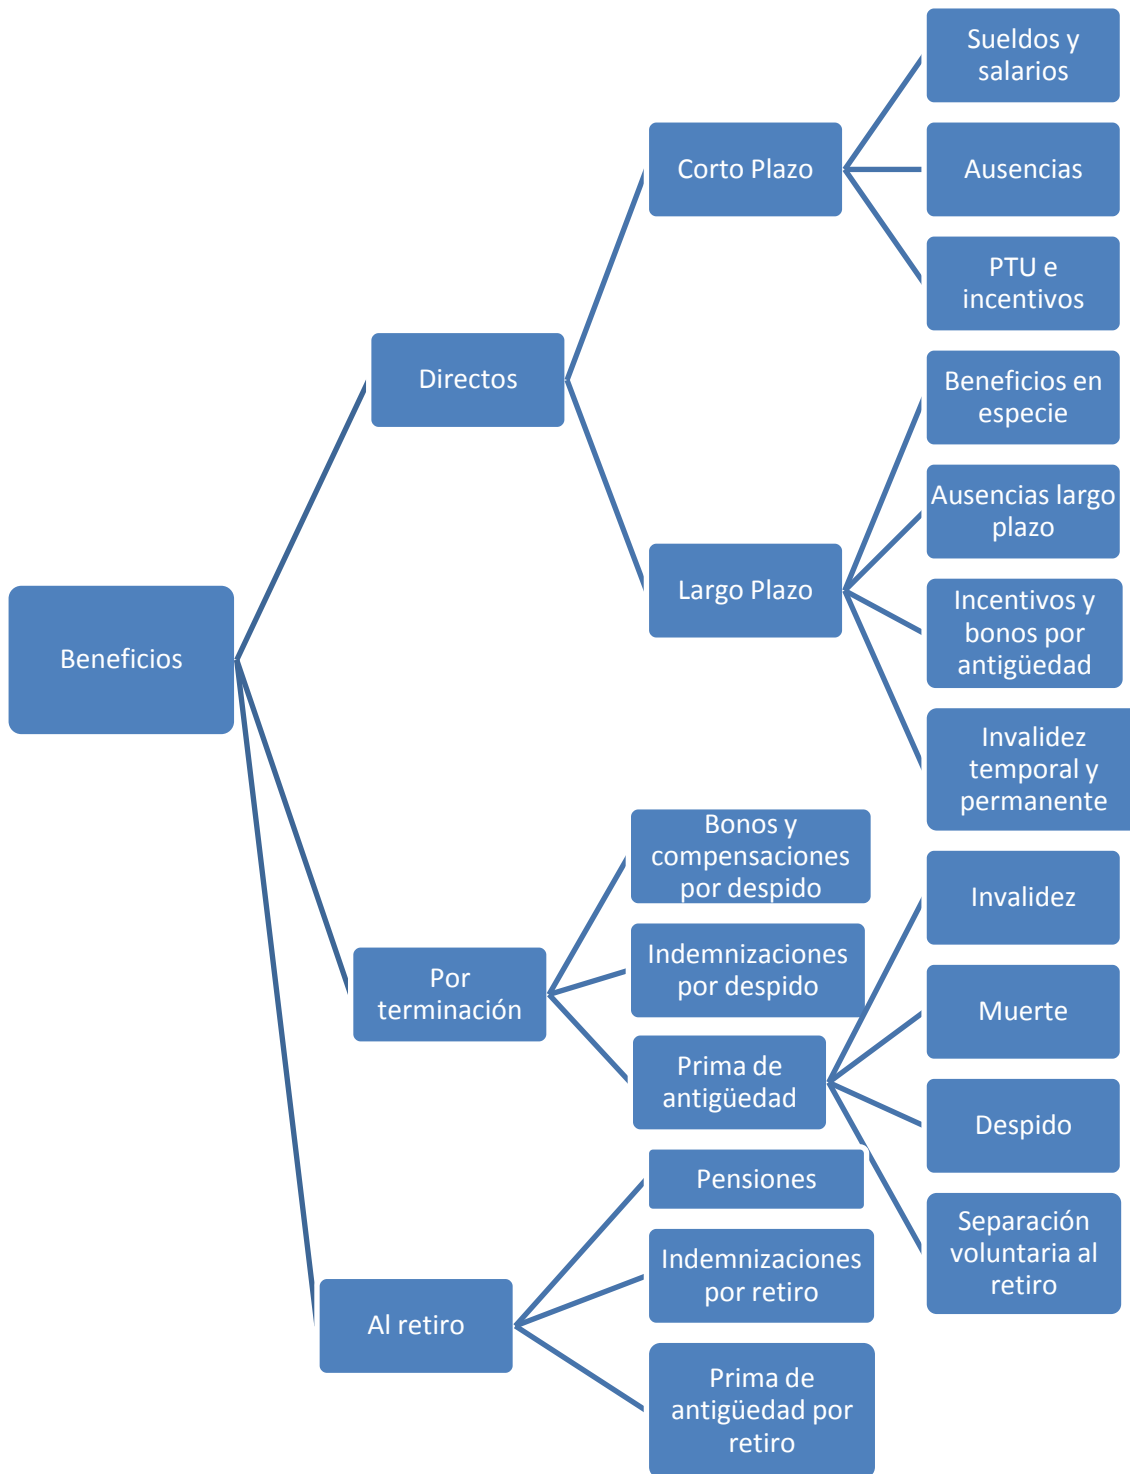 Sueldos y
salarios
Corto Plazo
Ausencias
PTU e
incentivos
Directos
Beneficios en
especie
Ausencias largo
plazo
Largo Plazo
Incentivos y
bonos por
antigüedad
Beneficios
Invalidez
temporal y
permanente
Bonos y
compensaciones
por despido
Invalidez
Indemnizaciones
por despido
Por
terminación
Muerte
Prima de
antigüedad
Despido
Pensiones
Separación
voluntaria al
retiro
Indemnizaciones
por retiro
Al retiro
Prima de
antigüedad por
retiro